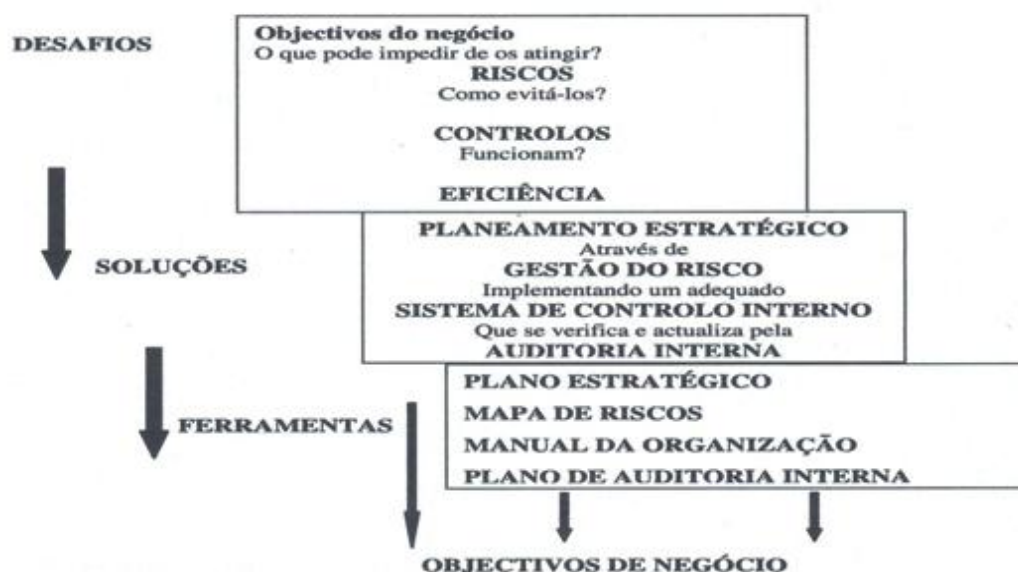 DESAFIOS
Objectivos do negócio
O que pode impedir de os atingir?
RISCOS
Como evitá-los?
CONTROLOS
Funcionam?
EFICIÊNCIA
SOLUÇÕES
PLANEAMENTO ESTRATÉGICO
Através de
GESTÃO DO RISCO
Implementando um adequado
SISTEMA DE CONTROLO INTERNO
Que se verifica e actualiza pela
AUDITORIA INTERNA
FERRAMENTAS
PLANO ESTRATÉGICO
MAPA DE RISCOS
MANUAL DA ORGANIZAÇÃO
PLANO DE AUDITORIA INTERNA
OBJECTIVOS DE NEGÓCIO